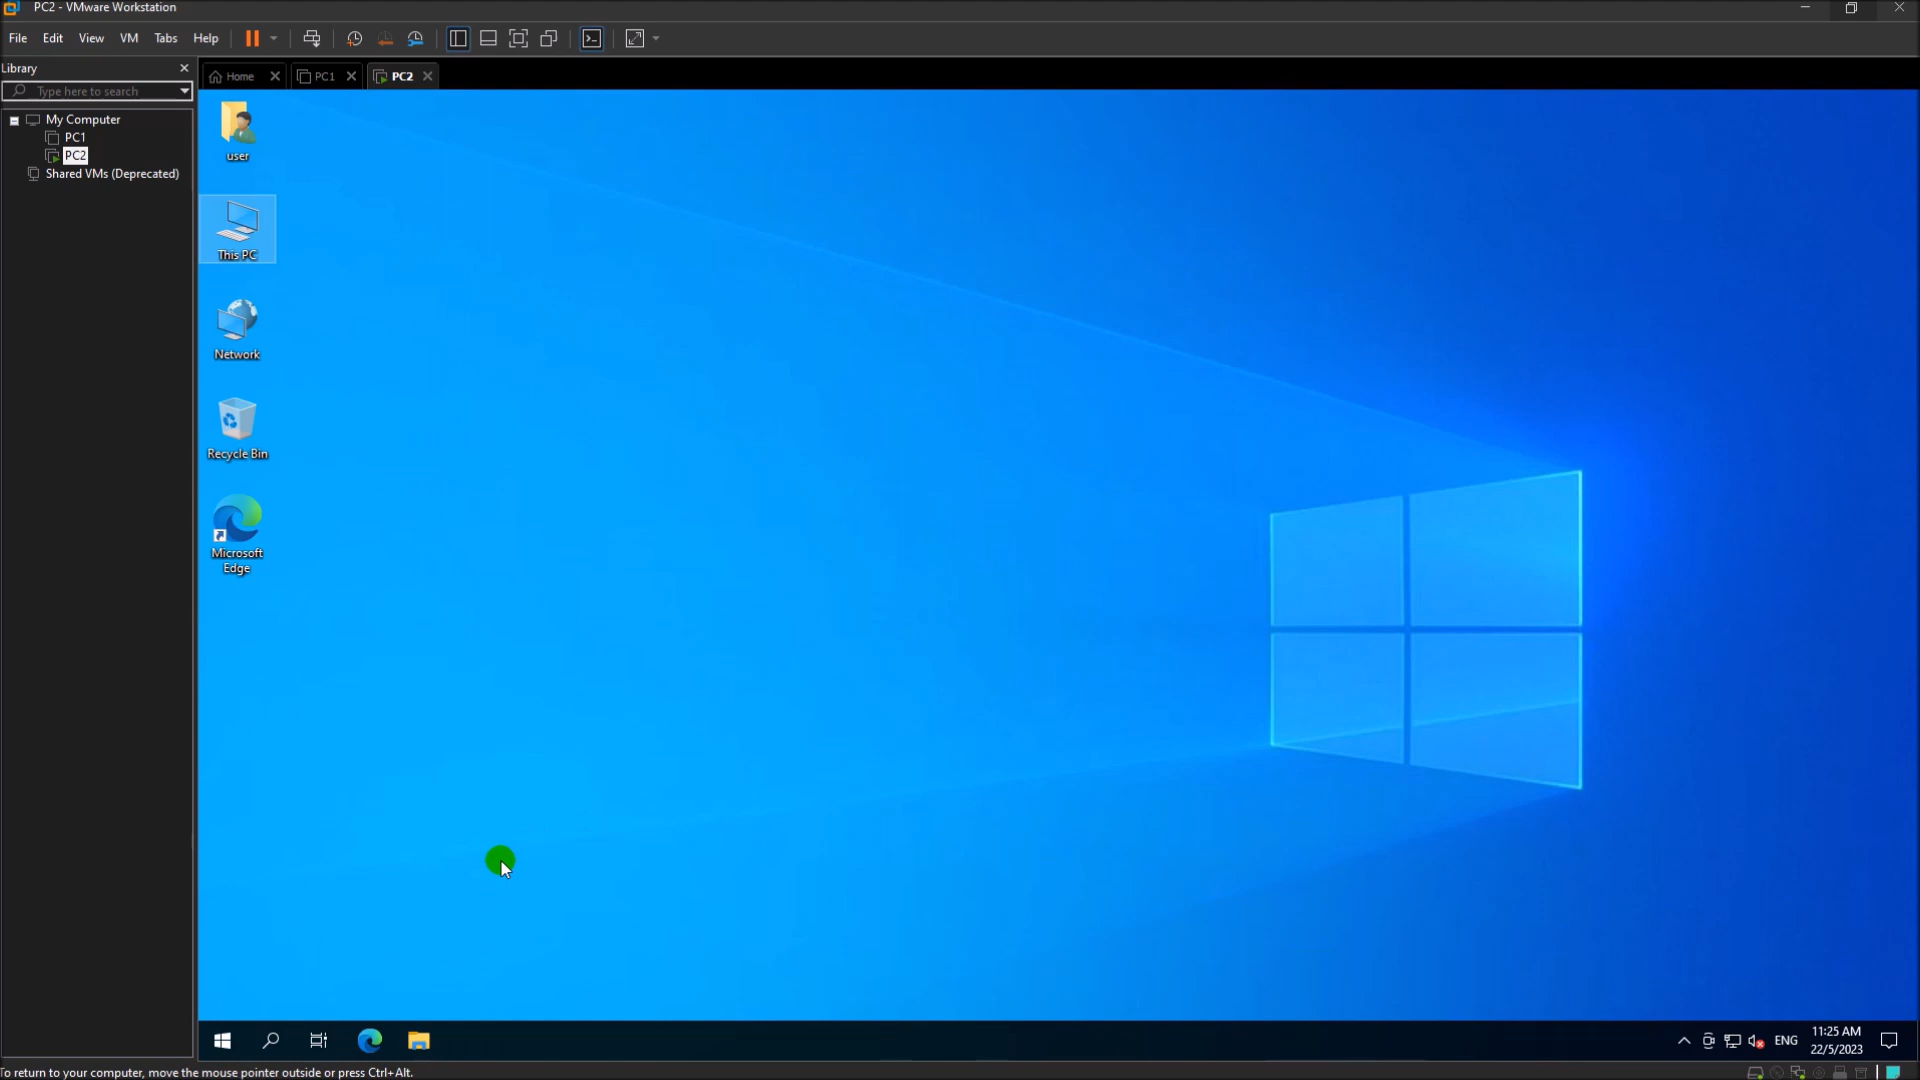 PC2 - VMware Workstation
File Edit View VM Tabs Help
Library
Type here to search
Home PC1 PC2
My Computer
PC1
PC2
Shared VMs (Deprecated)
user
This PC
Network
Recycle Bin
Microsoft
Edge
ENG
11:25 AM
22/5/2023
To return to your computer, move the mouse pointer outside or press Ctrl+Alt.